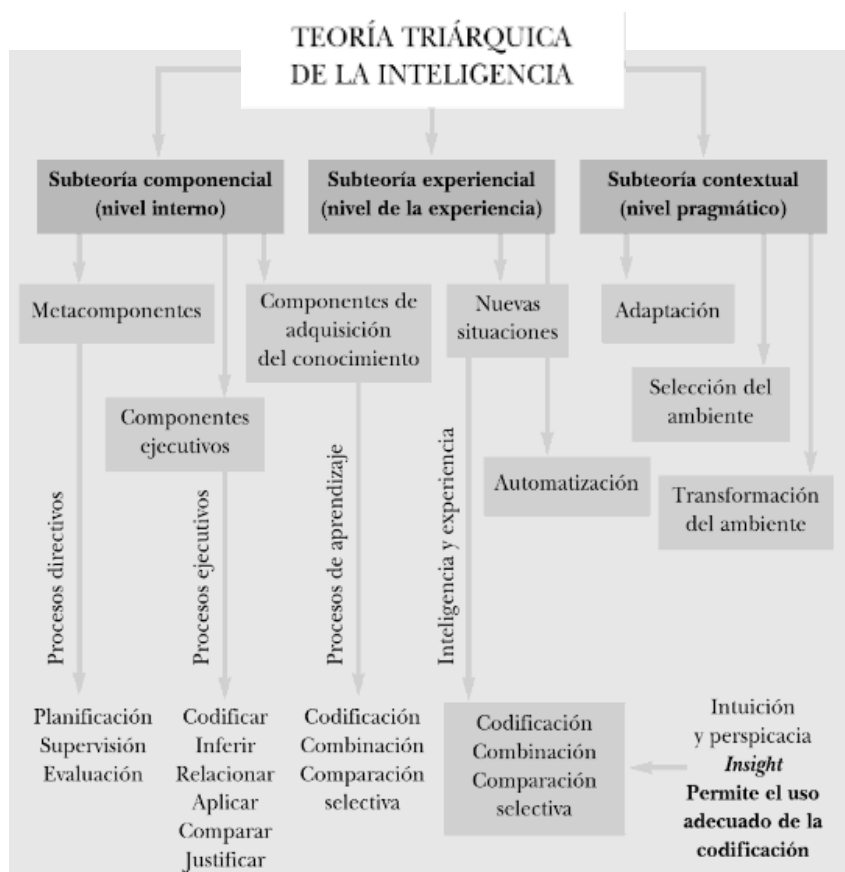 TEORÍA TRIÁRQUICA
DE LA INTELIGENCIA
Subteoría componencial
(nivel interno)
Subteoría experiencial
(nivel de la experiencia)
Subteoría contextual
(nivel pragmático)
Metacomponentes
Componentes de
adquisición
del conocimiento
Nuevas
situaciones
Adaptación
Selección del
ambiente
Componentes
ejecutivos
Automatización
Transformación
del ambiente
Procesos directivos
Procesos ejecutivos
Procesos de aprendizaje
Inteligencia y experiencia
Planificación
Supervisión
Evaluación
Codificar
Inferir
Relacionar
Aplicar
Comparar
Justificar
Codificación
Combinación
Comparación
selectiva
Codificación
Combinación
Comparación
selectiva
Intuición
y perspicacia
Insight
Permite el uso
adecuado de la
codificación